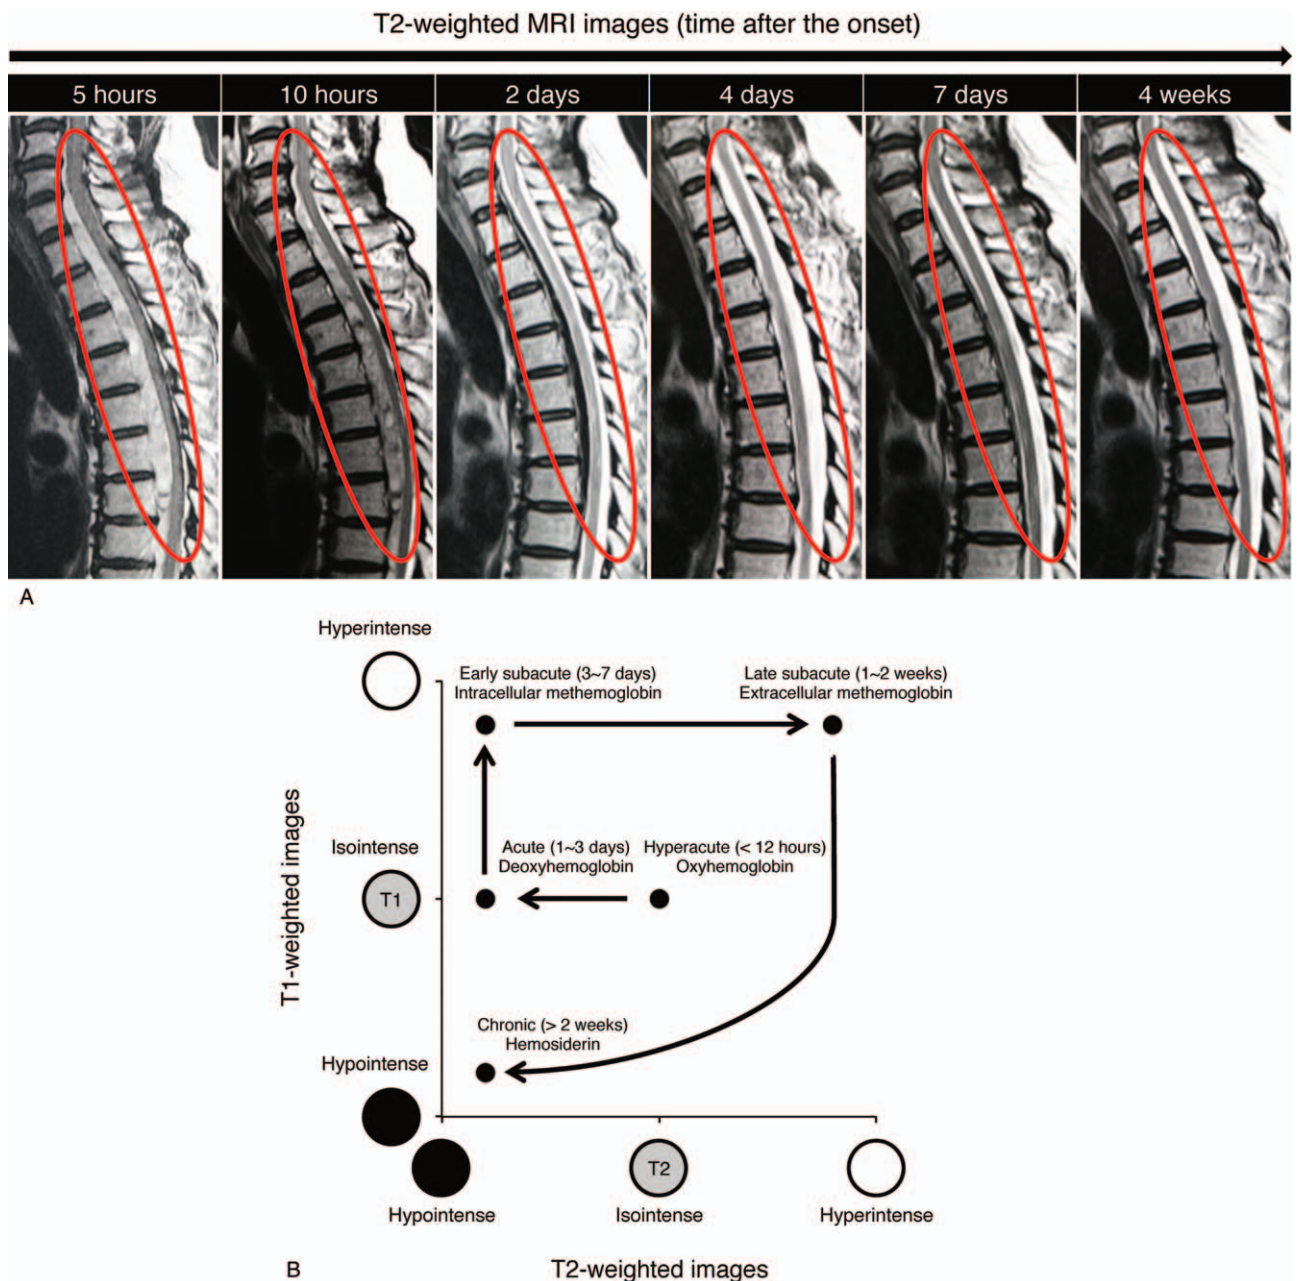 T2-weighted MRI images (time after the onset)
5 hours
10 hours
2 days
4 days
7 days
4 weeks
A
Hyperintense
Early subacute (3~7 days)
Intracellular methemoglobin
Late subacute (1~2 weeks)
Extracellular methemoglobin
T1-weighted images
Isointense
T1
Acute (1~3 days)
Deoxyhemoglobin
Hyperacute (< 12 hours)
Oxyhemoglobin
Chronic (> 2 weeks)
Hemosiderin
Hypointense
T2
Hypointense
Isointense
Hyperintense
B
T2-weighted images